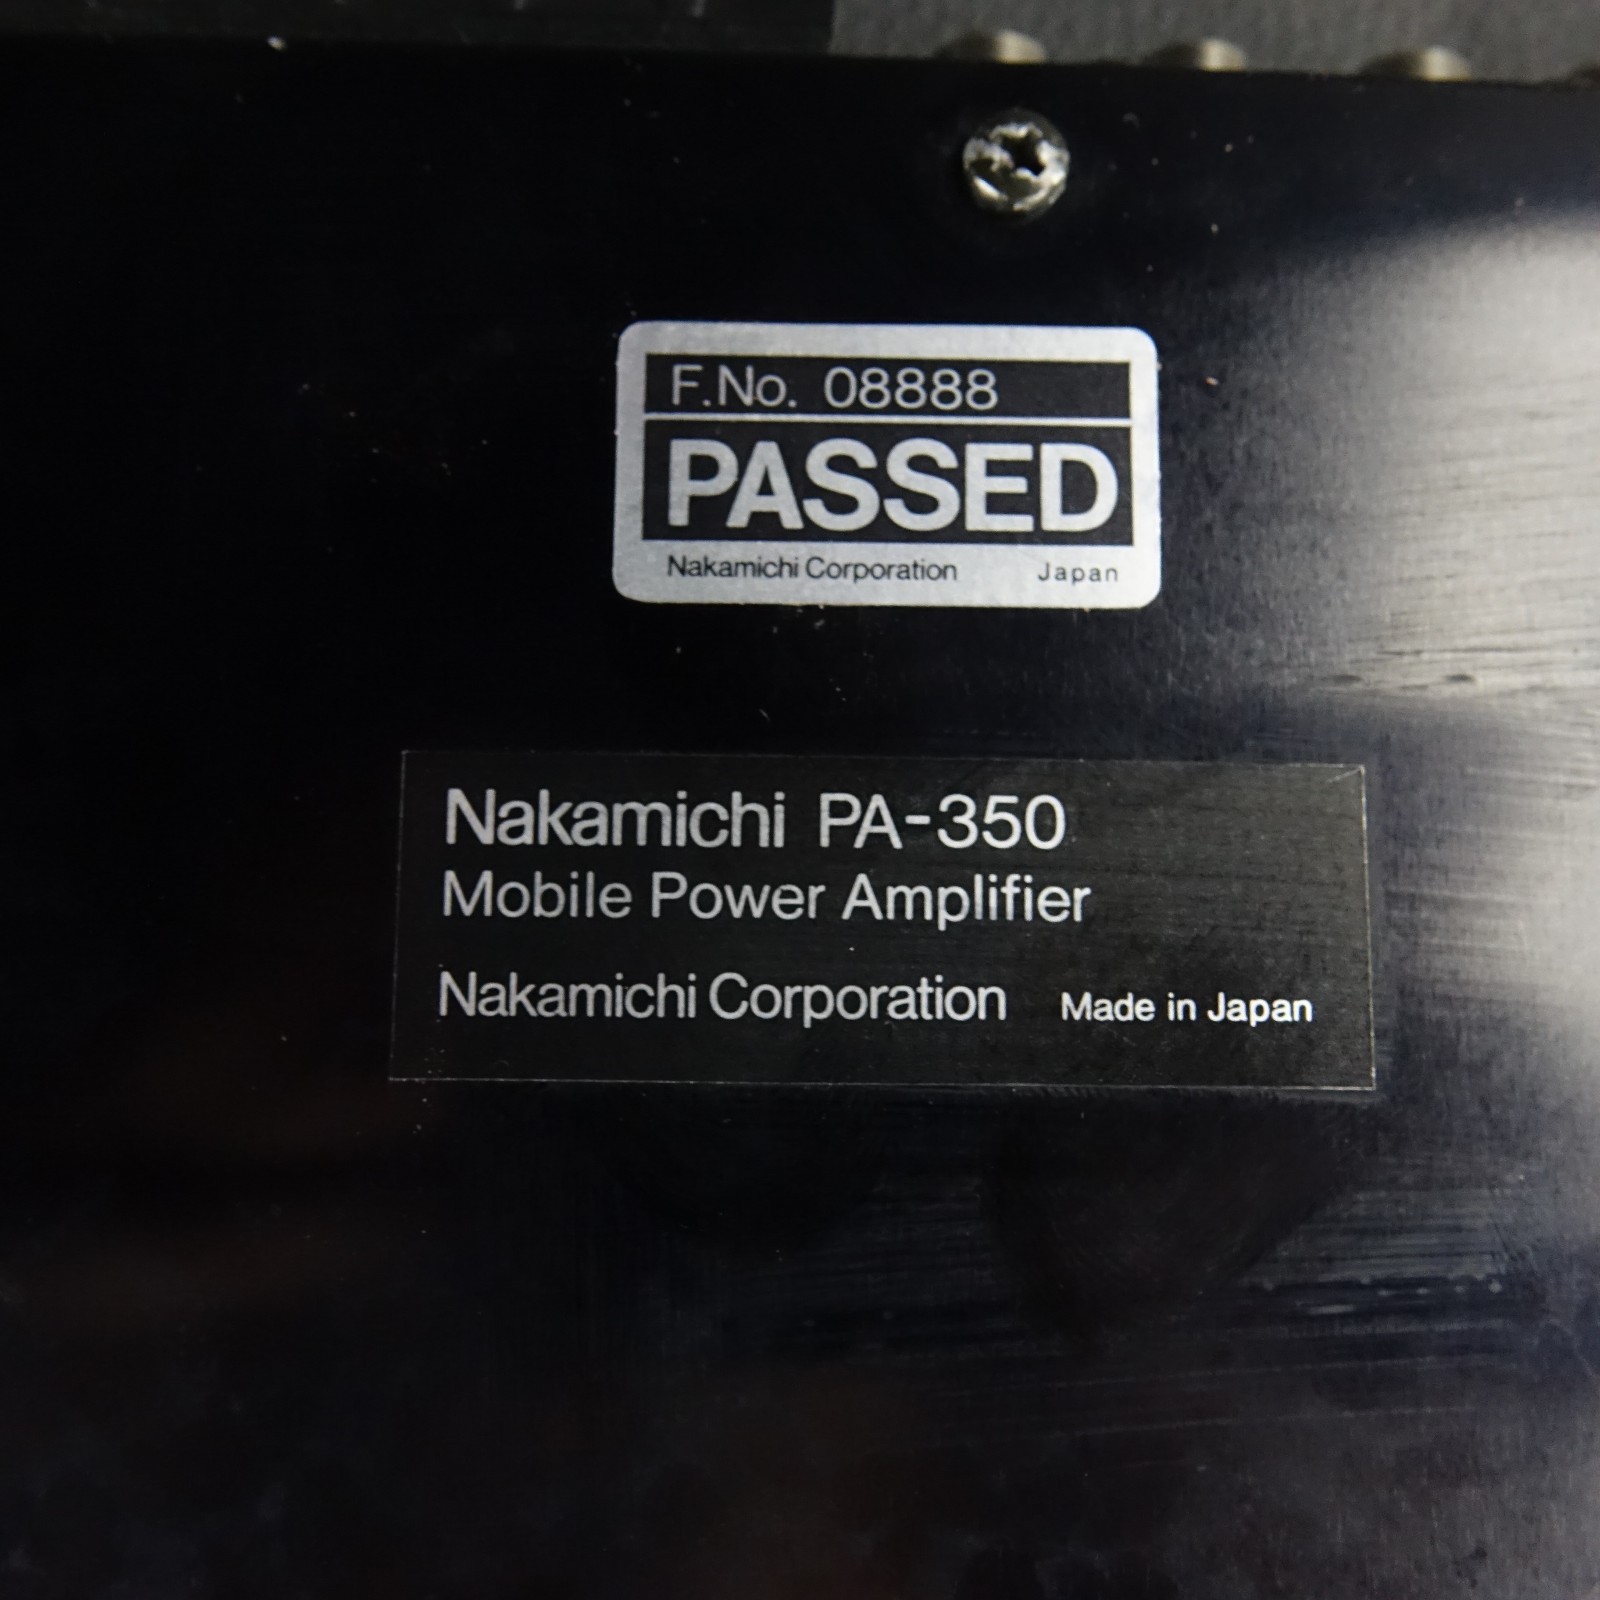 F.No. 08888
PASSED
Nakamichi Corporation Japan
Nakamichi PA-350
Mobile Power Amplifier
Nakamichi Corporation Made in Japan